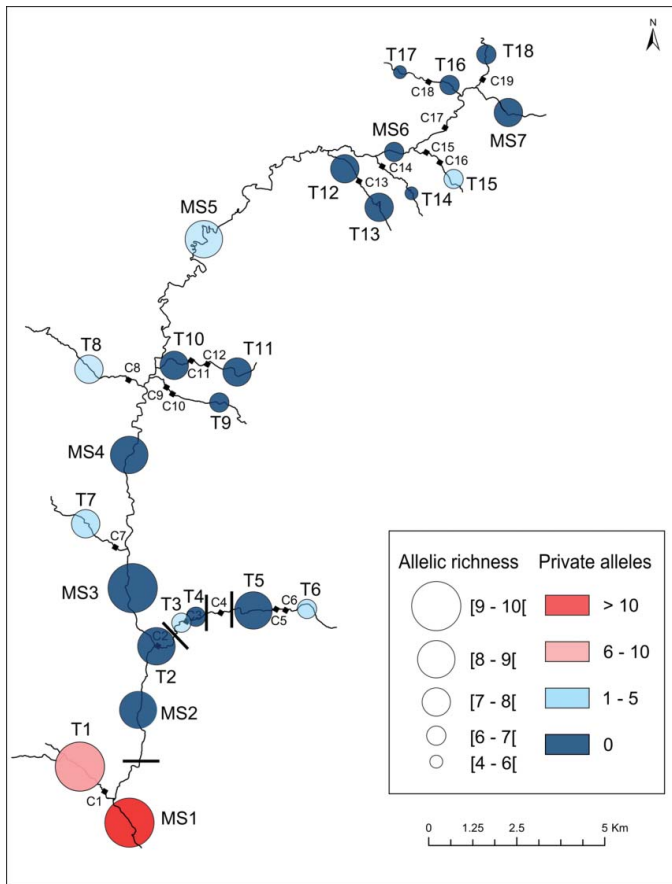 N
T17
T16
T18
C18
C19
C17
MS7
MS6
C15
C16
C14
T15
T12
C13
T14
T13
MS5
T10
T8
C12
T11
C8
C11
C9
C10
T9
MS4
T7
C7
MS3
T3
T4
C3
C4
T5
C6
T6
C5
C2
T2
MS2
T1
C1
MS1
Allelic richness Private alleles
[9 - 10[ > 10
[8 - 9[ 6 - 10
[7 - 8[ 1 - 5
[6 - 7[ 0
[4 - 6[
0 1.25 2.5 5 Km